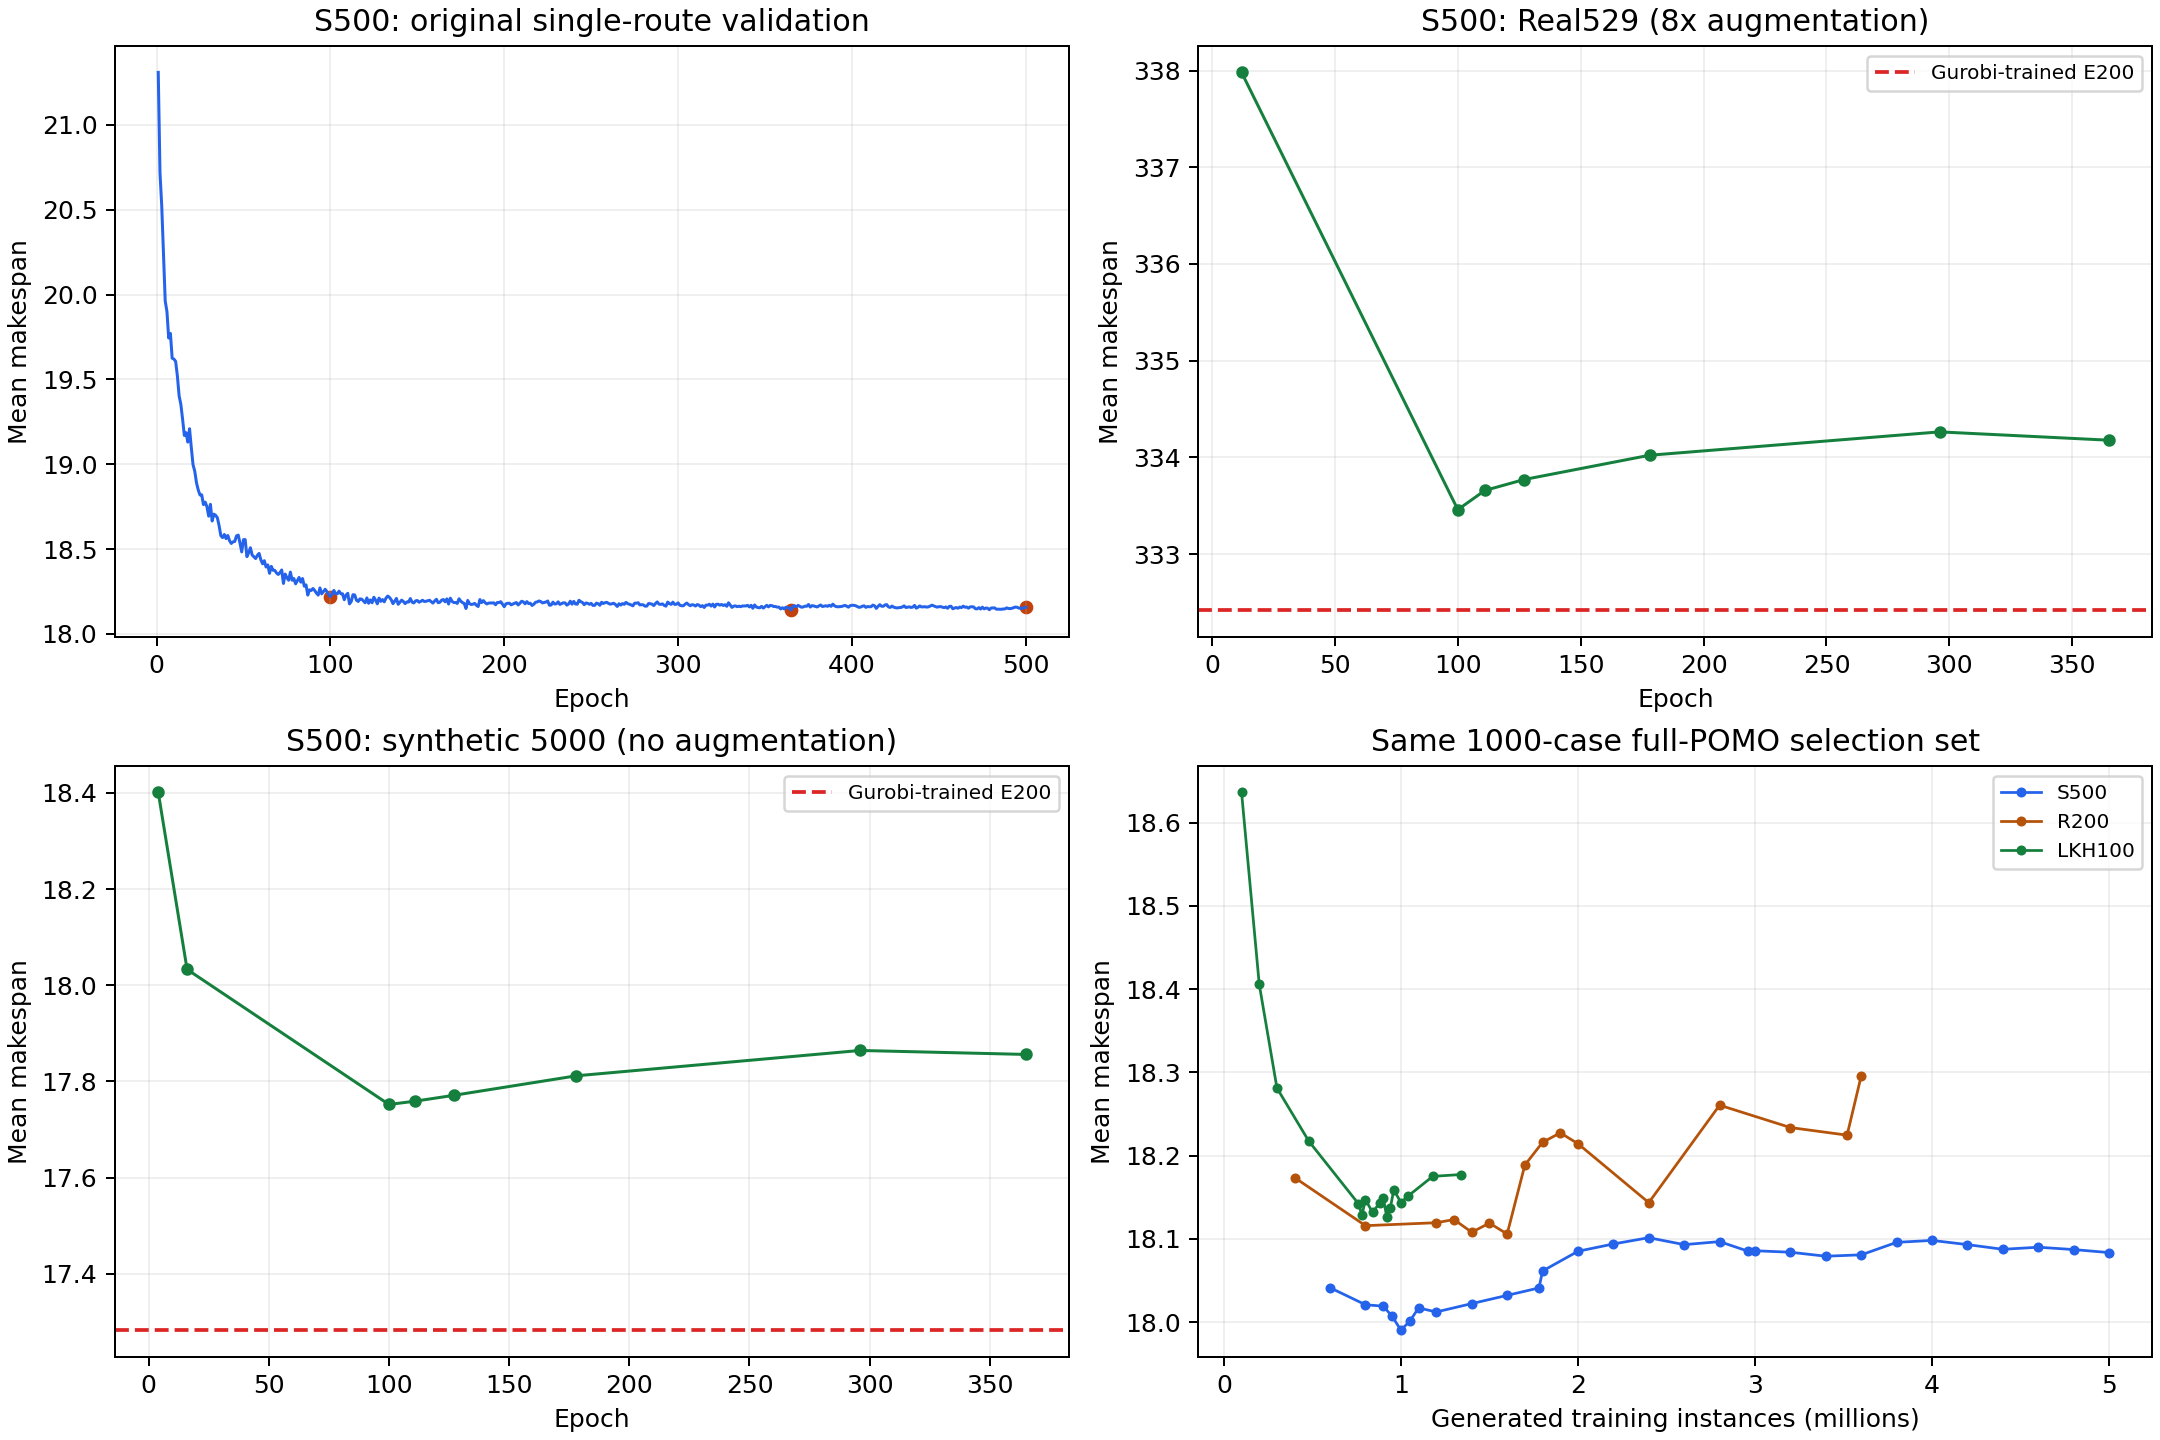 S500: original single-route validation
Mean makespan
21.0
20.5
20.0
19.5
19.0
18.5
18.0
0 100 200 300 400 500
Epoch
S500: Real529 (8x augmentation)
Gurobi-trained E200
Mean makespan
338
337
336
335
334
333
0 50 100 150 200 250 300 350
Epoch
S500: synthetic 5000 (no augmentation)
Gurobi-trained E200
Mean makespan
18.4
18.2
18.0
17.8
17.6
17.4
0 50 100 150 200 250 300 350
Epoch
Same 1000-case full-POMO selection set
S500
R200
LKH100
Mean makespan
18.6
18.5
18.4
18.3
18.2
18.1
18.0
0 1 2 3 4 5
Generated training instances (millions)